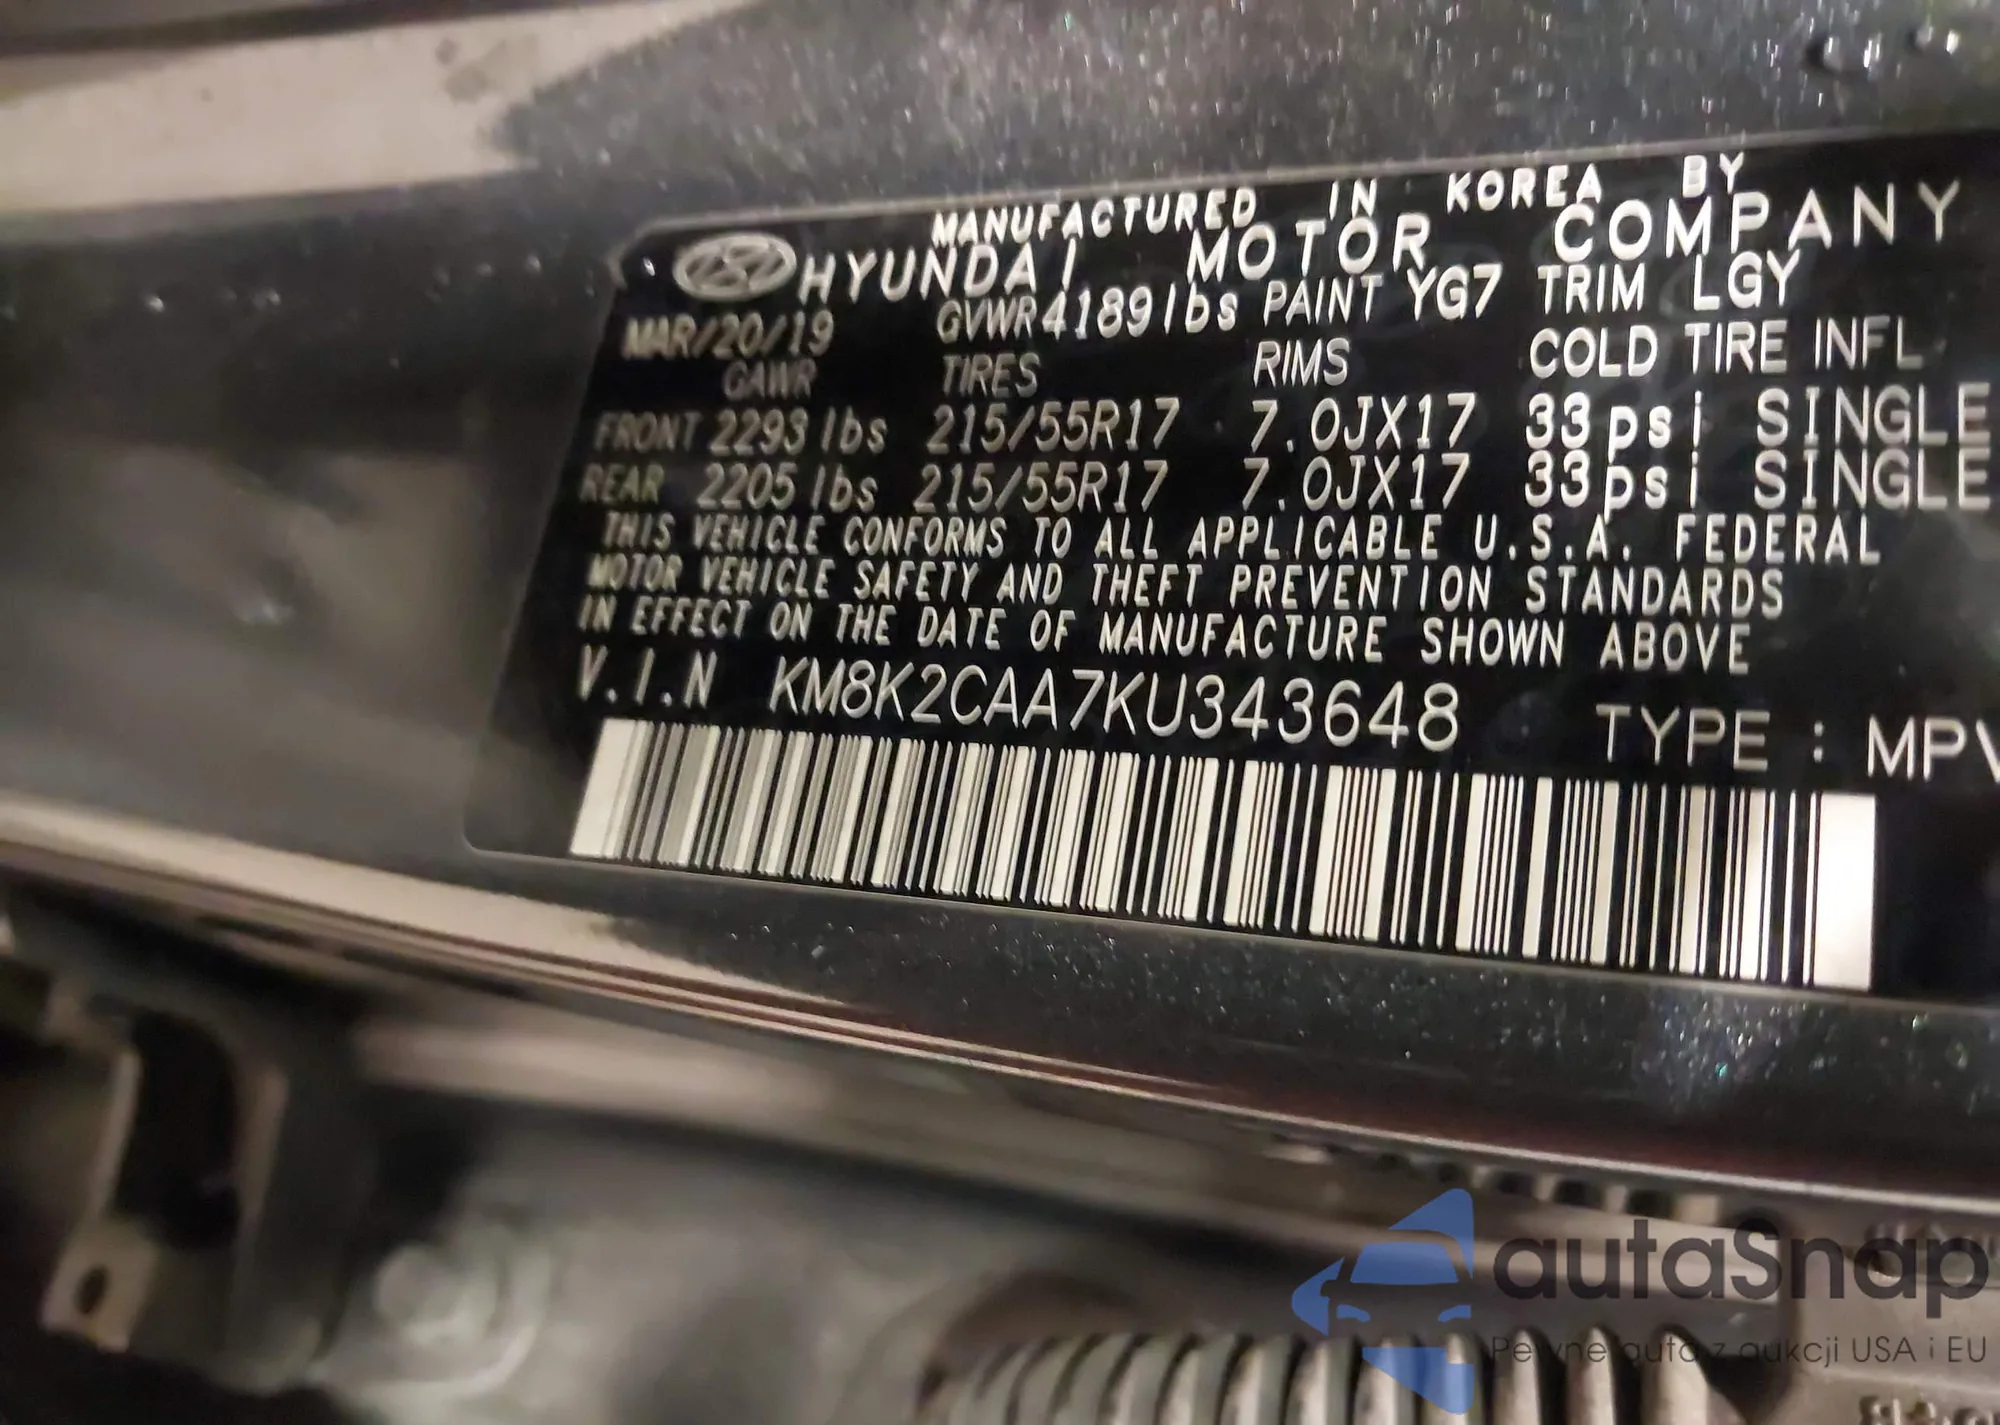 MANUFACTURED IN KOREA BY
HYUNDAI MOTOR COMPANY
MAR/20/19 GVWR 4189lbs PAINT YG7 TRIM LGY
GAWR TIRES RIMS COLD TIRE INFL
FRONT 2293 lbs 215/55R17 7.0JX17 33psi SINGLE
REAR 2205 lbs 215/55R17 7.0JX17 33psi SINGLE
THIS VEHICLE CONFORMS TO ALL APPLICABLE U.S.A. FEDERAL
MOTOR VEHICLE SAFETY AND THEFT PREVENTION STANDARDS
IN EFFECT ON THE DATE OF MANUFACTURE SHOWN ABOVE
V.I.N KM8K2CAA7KU343648 TYPE : MPV
autaSnap
Pewne auta z aukcji USA i EU